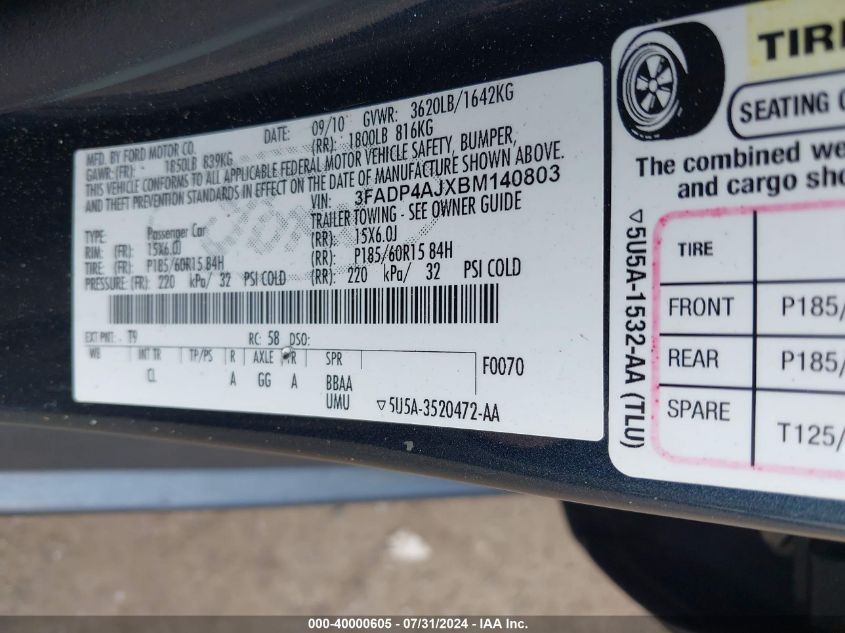 MFD. BY FORD MOTOR CO.
DATE: 09/10 GVWR: 3620LB/1642KG
GAWR:(FR): - 1850LB 839KG (RR): 1800LB 816KG
THIS VEHICLE CONFORMS TO ALL APPLICABLE FEDERAL MOTOR VEHICLE SAFETY, BUMPER,
AND THEFT PREVENTION STANDARDS IN EFFECT ON THE DATE OF MANUFACTURE SHOWN ABOVE.
VIN: 3FADP4AJXBM140803
TYPE: Passenger Car TRAILER TOWING - SEE OWNER GUIDE
RIM: (FR): 15X6.0J (RR): 15X6.0J
TIRE: (FR): P185/60R15 84H (RR): P185/60R15 84H
PRESSURE: (FR): 220 kPa/ 32 PSI COLD (RR): 220 kPa/ 32 PSI COLD
EXT PNT: . T9 RC: 58 DSO:
WB INT TR TP/PS R AXLE TR SPR F0070
CL A GG A BBAA
UMU ▽5U5A-3520472-AA
TIRE
SEATING
The combined
and cargo
TIRE
FRONT P185/
REAR P185/
SPARE T125/
▽5U5A-1532-AA (TLU)
000-40000605 - 07/31/2024 - IAA Inc.